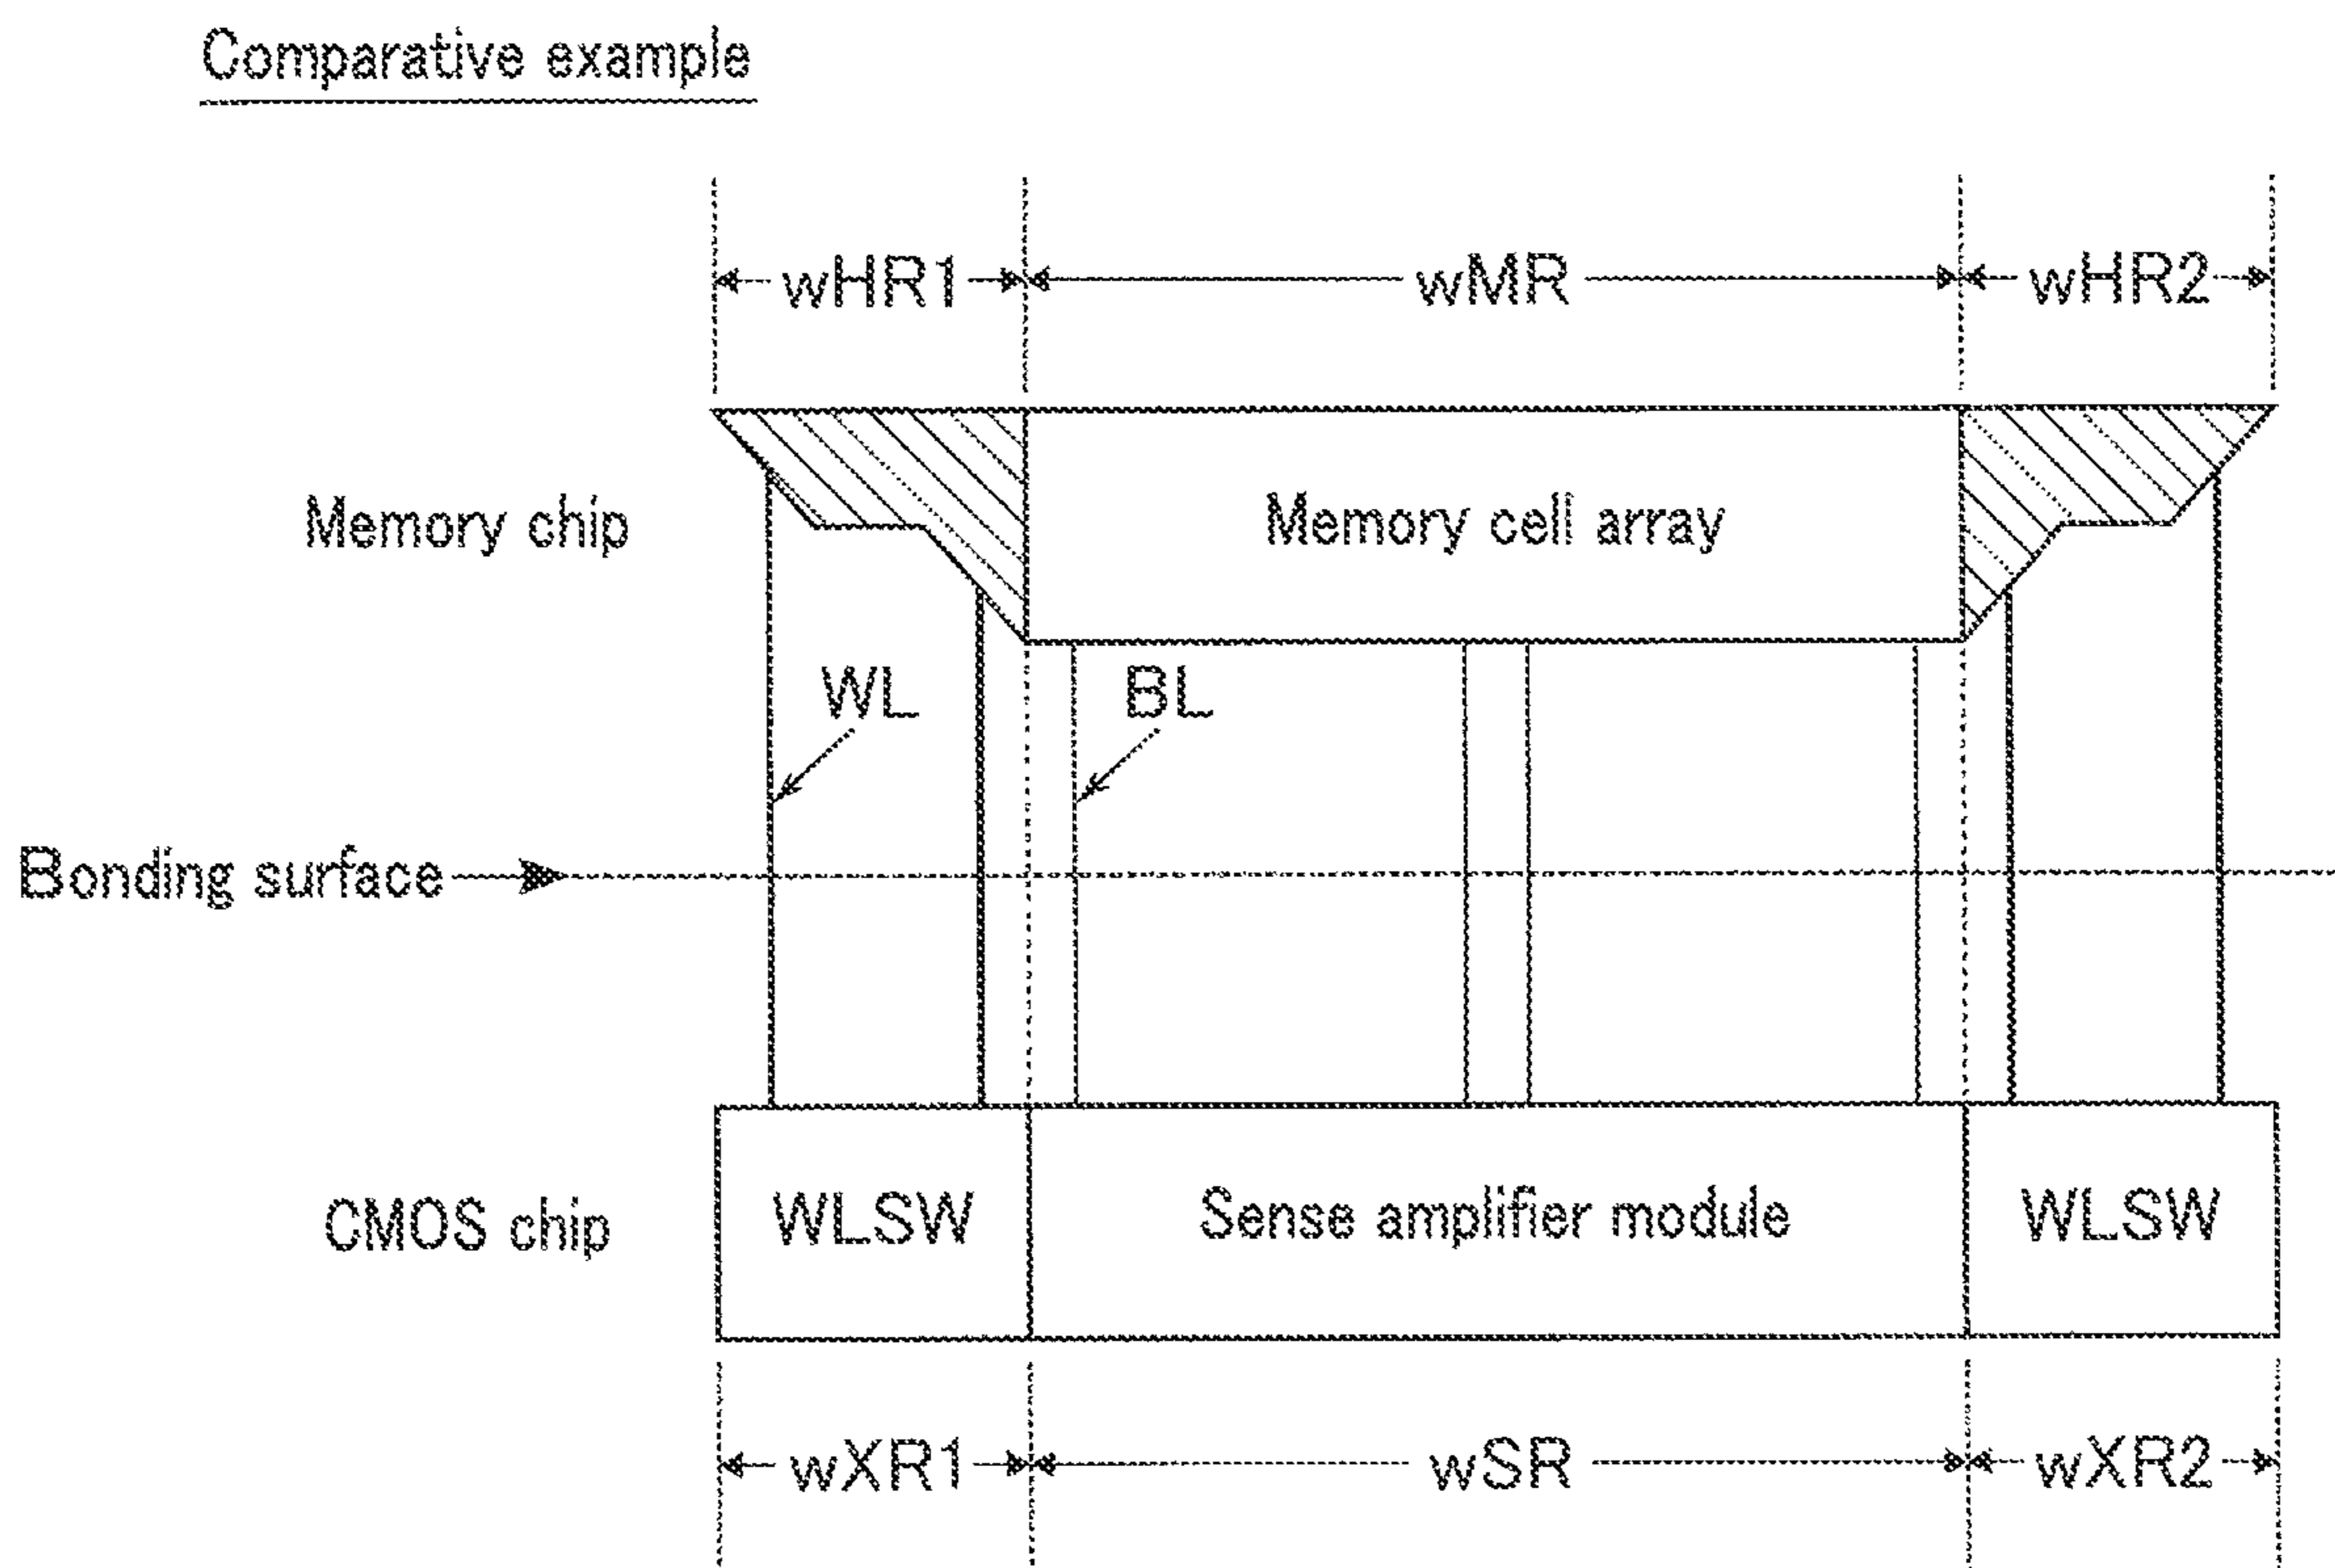 Comparative example
wHR1
wMR
wHR2
Memory chip
Memory cell array
WL
BL
Bonding surface
CMOS chip
WLSW
Sense amplifier module
WLSW
wXR1
wSR
wXR2